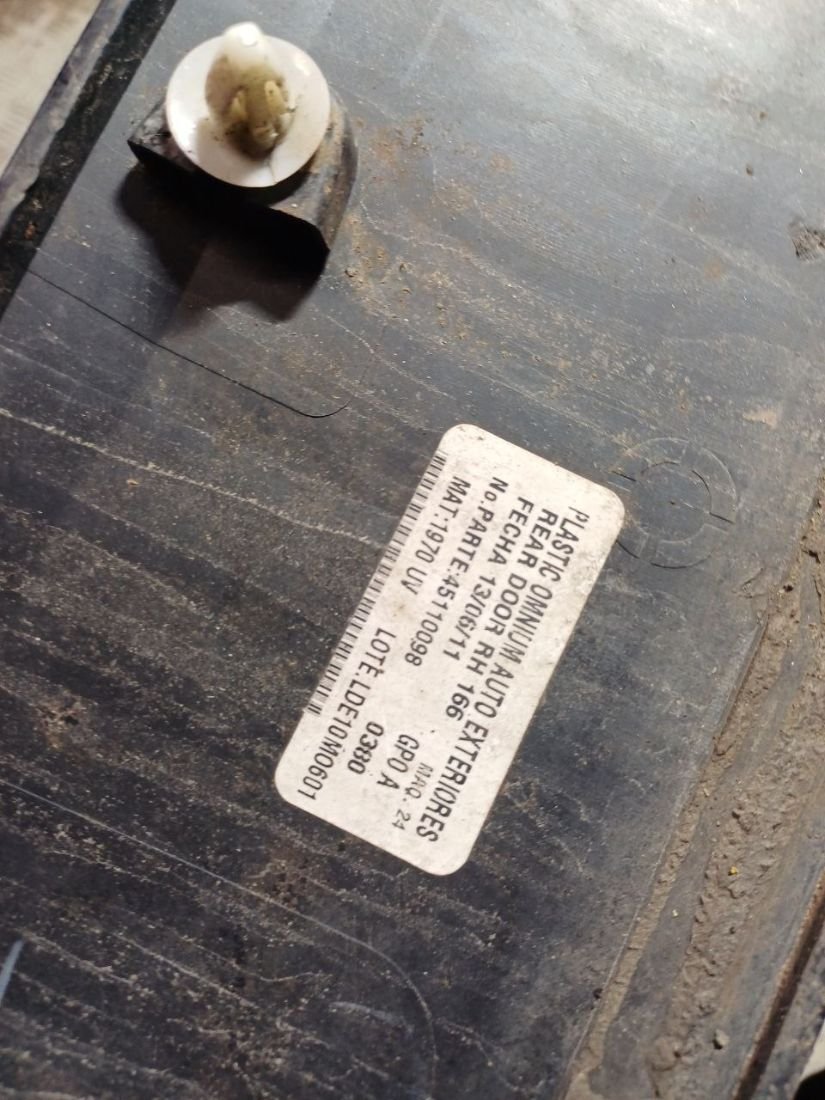 PLASTIC OMNIUM AUTO EXTERIORES
REAR DOOR RH 166 MAQ. 24
FECHA 13/06/11 GPO A
No.PARTE:45110098 0380
MAT:1970 UV LOTE:LDE10M0601